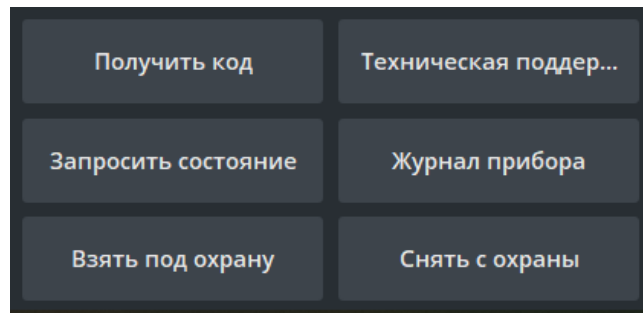 Получить код
Техническая поддер...
Запросить состояние
Журнал прибора
Взять под охрану
Снять с охраны